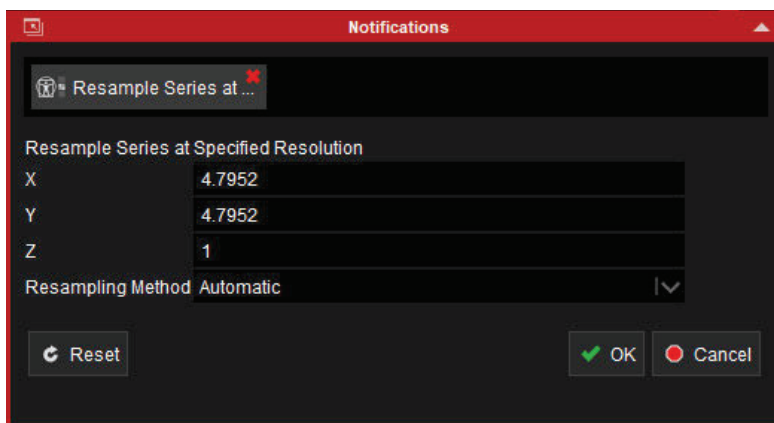 Notifications
Resample Series at ...
Resample Series at Specified Resolution
X 4.7952
Y 4.7952
Z 1
Resampling Method Automatic
Reset OK Cancel